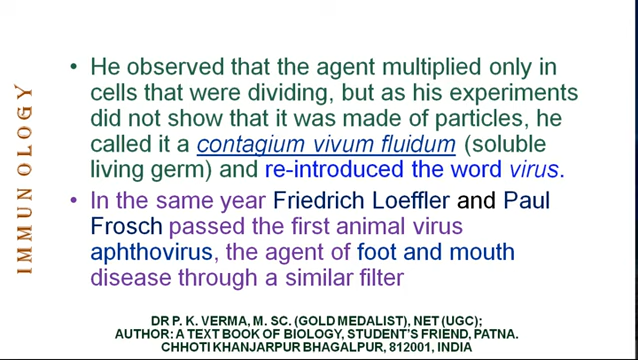 IMMUNOLOGY
• He observed that the agent multiplied only in
cells that were dividing, but as his experiments
did not show that it was made of particles, he
called it a contagium vivum fluidum (soluble
living germ) and re-introduced the word virus.
• In the same year Friedrich Loeffler and Paul
Frosch passed the first animal virus
aphthovirus, the agent of foot and mouth
disease through a similar filter
DR P. K. VERMA, M. SC. (GOLD MEDALIST), NET (UGC);
AUTHOR: A TEXT BOOK OF BIOLOGY, STUDENT'S FRIEND, PATNA.
CHHOTI KHANJARPUR BHAGALPUR, 812001, INDIA